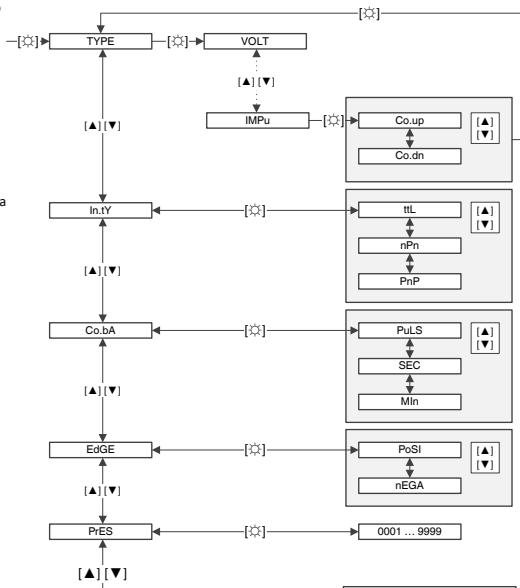 [☼]
[☼] TYPE [☼] VOLT
[▲] [▼]
IMPu [☼] Co.up [▲]
[▼]
[▲] [▼]
Co.dn
a
In.tY [☼] ttL [▲]
[▼]
nPn
[▲] [▼]
PnP
Co.bA [☼] PuLS [▲]
[▼]
SEC
[▲] [▼]
MIn
EdGE [☼] PoSI [▲]
[▼]
[▲] [▼]
nEGA
PrES [☼] 0001 ... 9999
[▲] [▼]